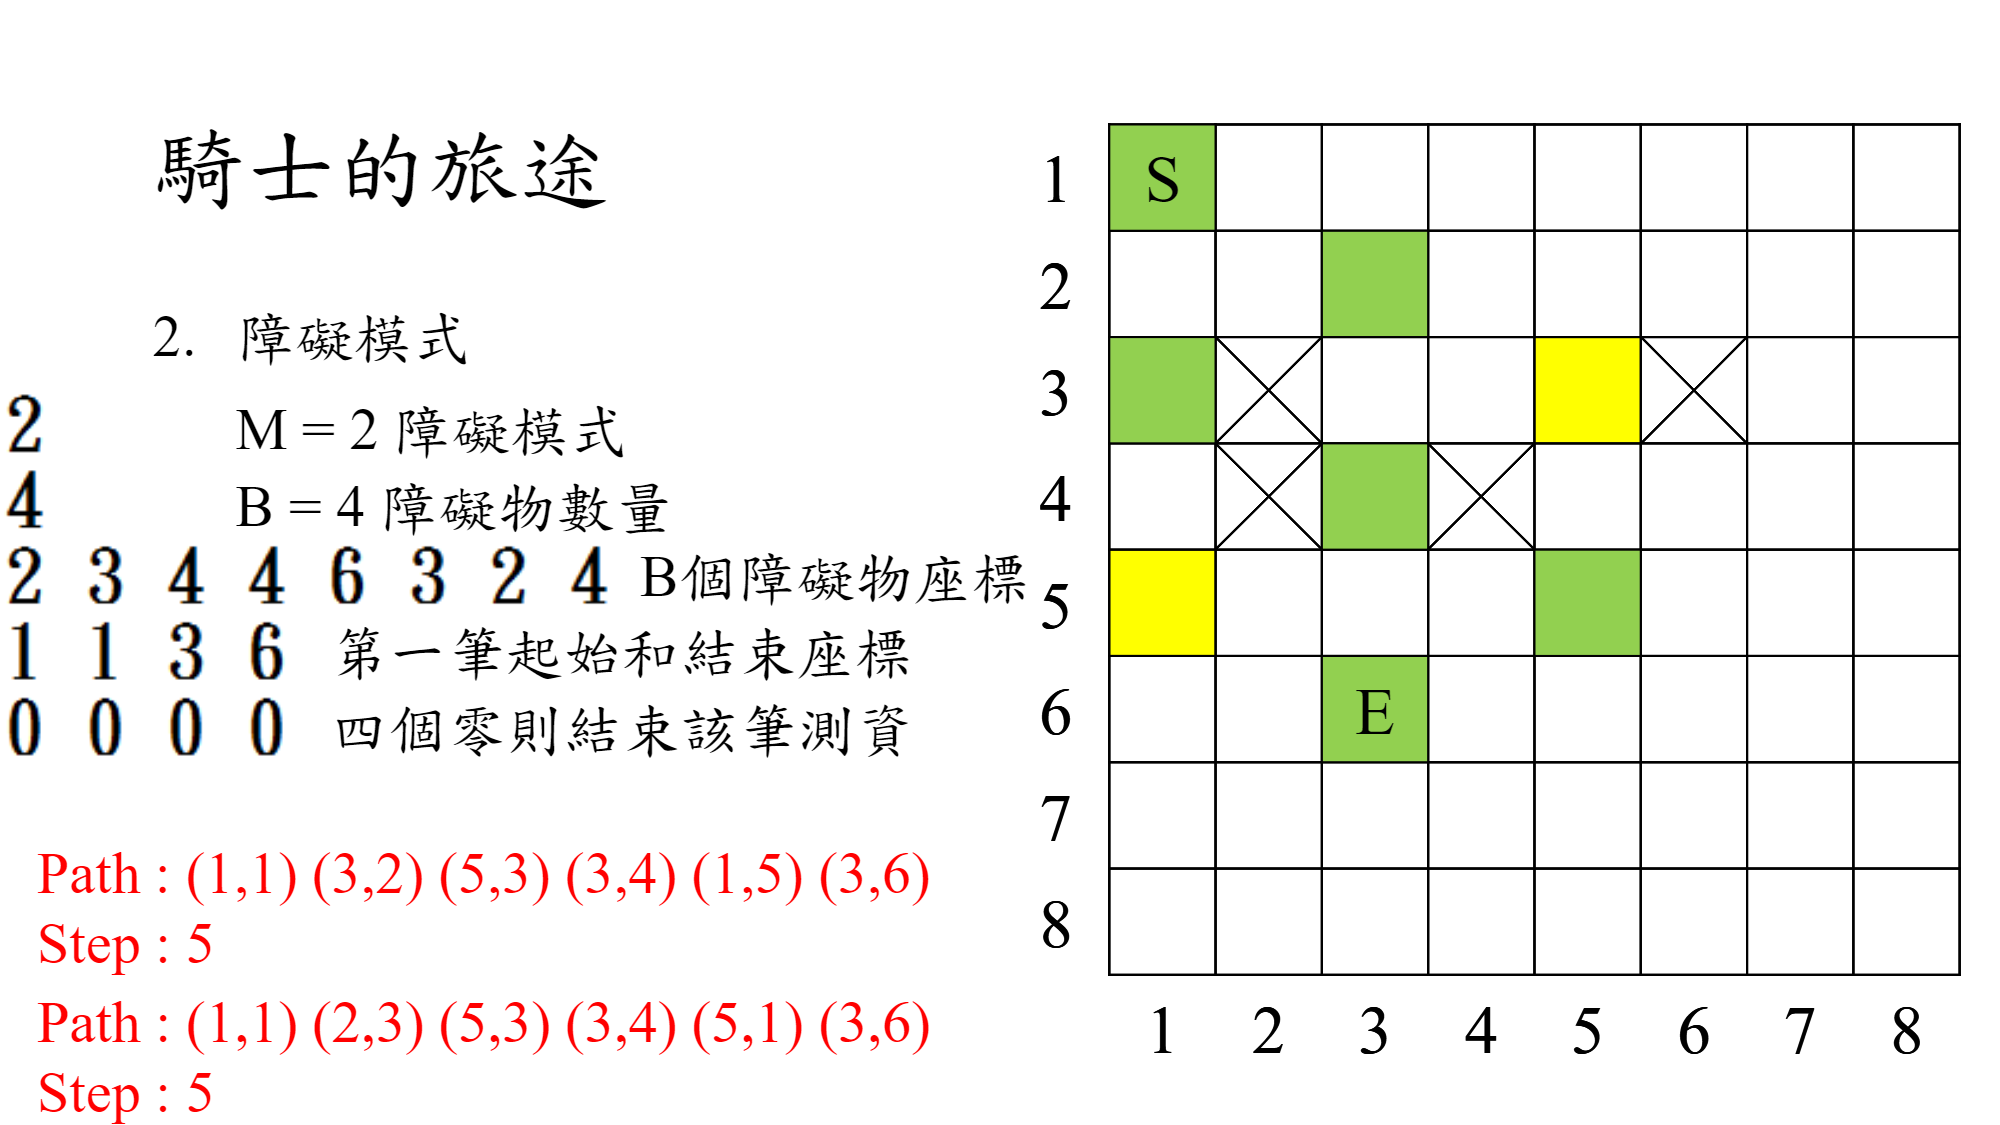 騎士的旅途
2. 障礙模式
2 M = 2 障礙模式
4 B = 4 障礙物數量
2 3 4 4 6 3 2 4 B個障礙物座標
1 1 3 6 第一筆起始和結束座標
0 0 0 0 四個零則結束該筆測資
Path : (1,1) (3,2) (5,3) (3,4) (1,5) (3,6)
Step : 5
Path : (1,1) (2,3) (5,3) (3,4) (5,1) (3,6)
Step : 5
1 S
2
3
4
5
6 E
7
8
1 2 3 4 5 6 7 8